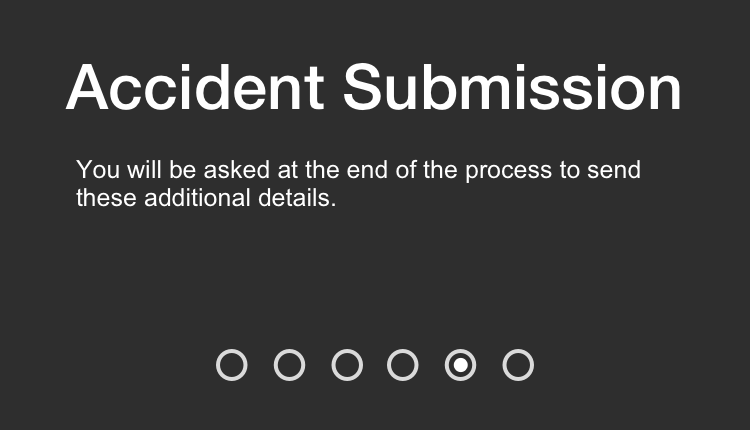 Accident Submission
You will be asked at the end of the process to send
these additional details.